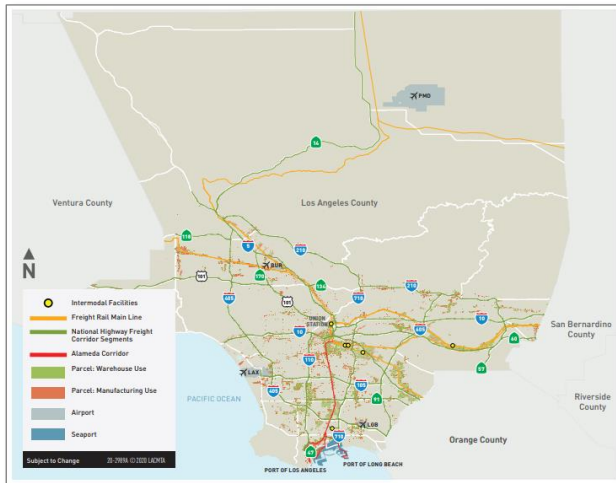 PMD
14
Ventura County
Los Angeles County
118
5
210
BUR
170
101
134
405
101
210
210
UNION
STATION
10
605
10
San Bernardino
County
60
110
57
LAX
105
Riverside
County
405
91
PACIFIC OCEAN
LGB
Orange County
710
47
PORT OF LONG BEACH
PORT OF LOS ANGELES
N
Intermodal Facilities
Freight Rail Main Line
National Highway Freight
Corridor Segments
Alameda Corridor
Parcel: Warehouse Use
Parcel: Manufacturing Use
Airport
Seaport
Subject to Change
20-2989A ©2020 LACMTA